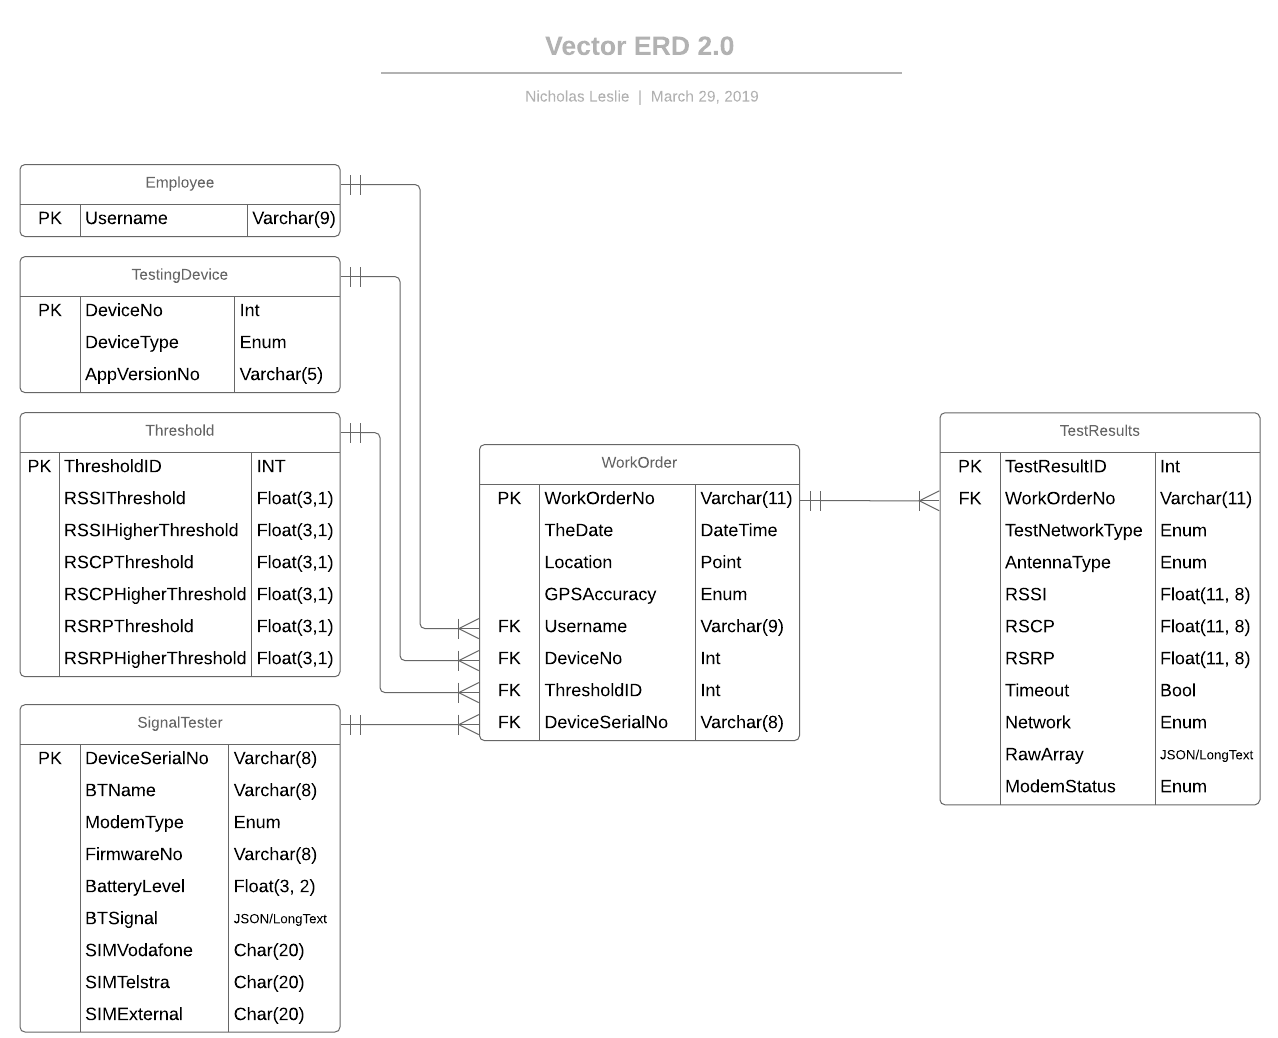 Vector ERD 2.0
Nicholas Leslie | March 29, 2019
Employee
PK Username Varchar(9)
TestingDevice
PK DeviceNo Int
DeviceType Enum
AppVersionNo Varchar(5)
Threshold
PK ThresholdID INT
RSSIThreshold Float(3,1)
RSSIHigherThreshold Float(3,1)
RSCPThreshold Float(3,1)
RSCPHigherThreshold Float(3,1)
RSRPThreshold Float(3,1)
RSRPHigherThreshold Float(3,1)
SignalTester
PK DeviceSerialNo Varchar(8)
BTName Varchar(8)
ModemType Enum
FirmwareNo Varchar(8)
BatteryLevel Float(3, 2)
BTSignal JSON/LongText
SIMVodafone Char(20)
SIMTelstra Char(20)
SIMExternal Char(20)
WorkOrder
PK WorkOrderNo Varchar(11)
TheDate DateTime
Location Point
GPSAccuracy Enum
FK Username Varchar(9)
FK DeviceNo Int
FK ThresholdID Int
FK DeviceSerialNo Varchar(8)
TestResults
PK TestResultID Int
FK WorkOrderNo Varchar(11)
TestNetworkType Enum
AntennaType Enum
RSSI Float(11, 8)
RSCP Float(11, 8)
RSRP Float(11, 8)
Timeout Bool
Network Enum
RawArray JSON/LongText
ModemStatus Enum